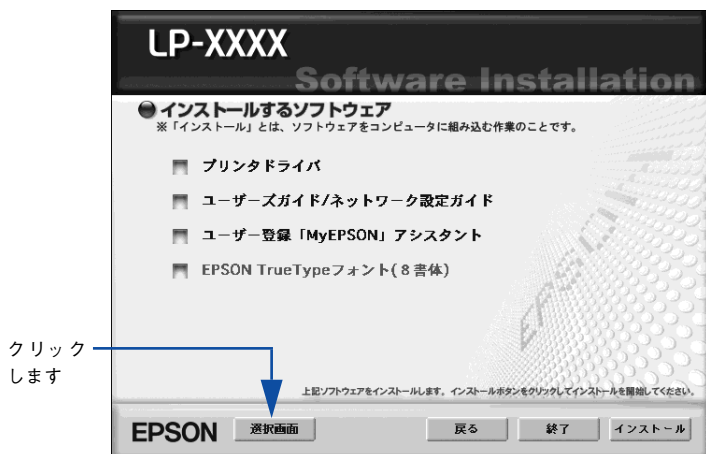 LP-XXXX
Software Installation
インストールするソフトウェア
※「インストール」とは、ソフトウェアをコンピュータに組み込む作業のことです。
プリンタドライバ
ユーザーズガイド/ネットワーク設定ガイド
ユーザー登録「MyEPSON」アシスタント
EPSON TrueTypeフォント(８書体)
EPSON
クリック
します
上記ソフトウェアをインストールします。インストールボタンをクリックしてインストールを開始してください。
EPSON 選択画面 戻る 終了 インストール